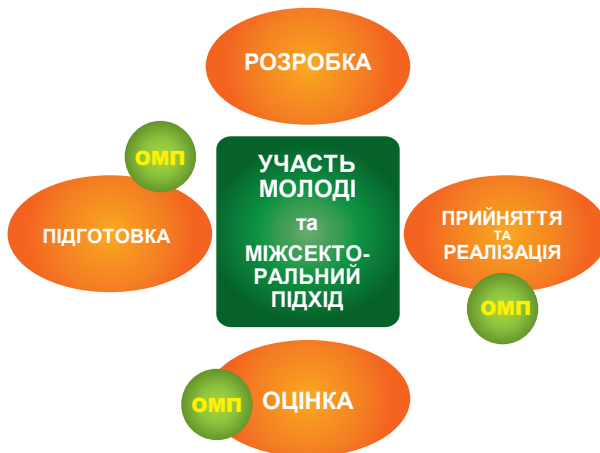 РОЗРОБКА
ОМП
ПІДГОТОВКА
УЧАСТЬ
МОЛОДІ
та
МІЖСЕКТО-
РАЛЬНИЙ
ПІДХІД
ПРИЙНЯТТЯ
ТА
РЕАЛІЗАЦІЯ
ОМП
ОМП
ОЦІНКА